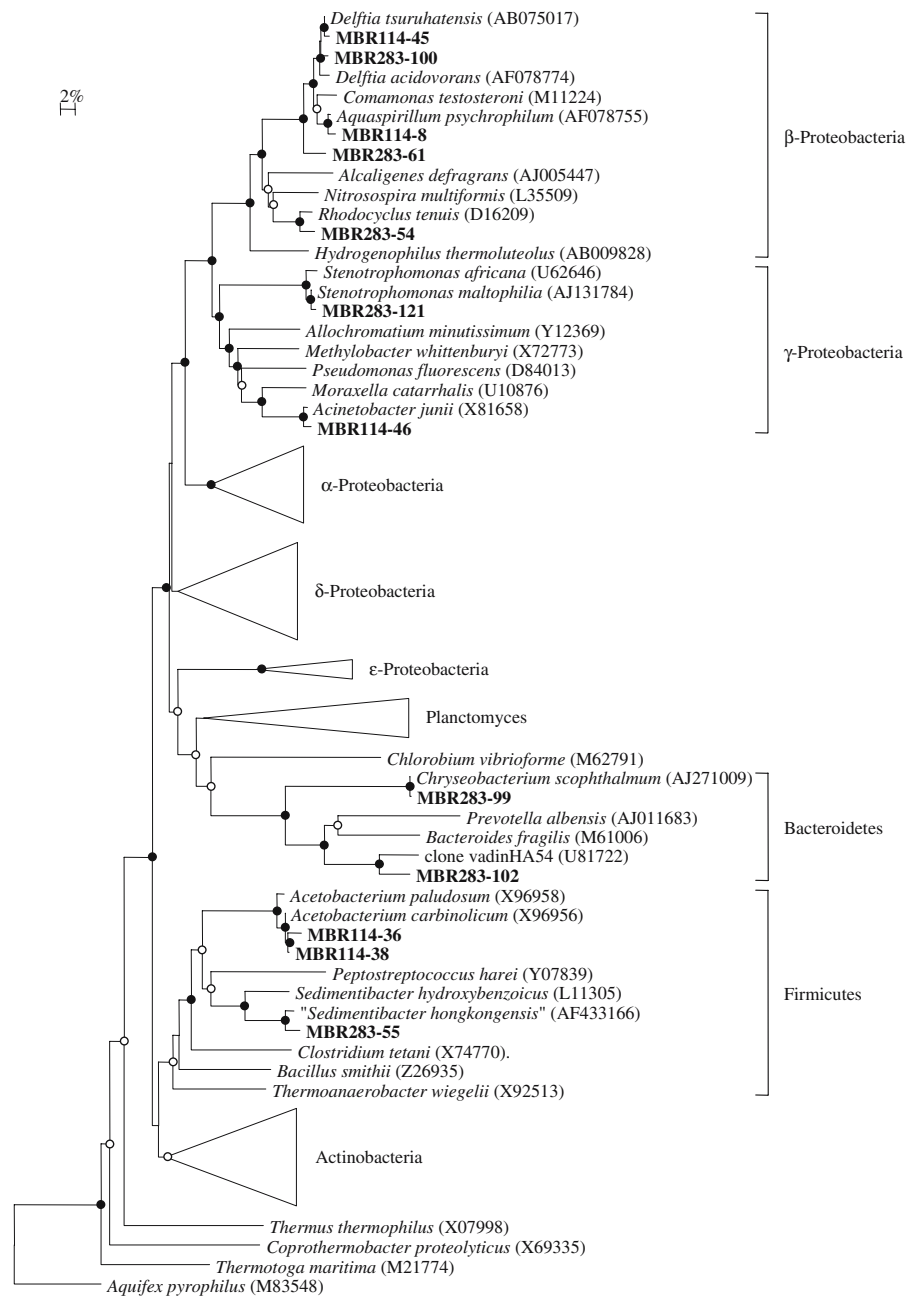 Delftia tsuruhatensis (AB075017)
MBR114-45
MBR283-100
2%
Delftia acidovorans (AF078774)
Comamonas testosteroni (M11224)
Aquaspirillum psychrophilum (AF078755)
MBR114-8
β-Proteobacteria
MBR283-61
Alcaligenes defragrans (AJ005447)
Nitrosospira multiformis (L35509)
Rhodocyclus tenuis (D16209)
MBR283-54
Hydrogenophilus thermoluteolus (AB009828)
Stenotrophomonas africana (U62646)
Stenotrophomonas maltophilia (AJ131784)
MBR283-121
Allochromatium minutissimum (Y12369)
Methylobacter whittenburyi (X72773)
γ-Proteobacteria
Pseudomonas fluorescens (D84013)
Moraxella catarrhalis (U10876)
Acinetobacter junii (X81658)
MBR114-46
α-Proteobacteria
δ-Proteobacteria
ε-Proteobacteria
Planctomyces
Chlorobium vibrioforme (M62791)
Chryseobacterium scophthalmum (AJ271009)
MBR283-99
Prevotella albensis (AJ011683)
Bacteroidetes
Bacteroides fragilis (M61006)
clone vadinHA54 (U81722)
MBR283-102
Acetobacterium paludosum (X96958)
Acetobacterium carbinolicum (X96956)
MBR114-36
MBR114-38
Peptostreptococcus harei (Y07839)
Sedimentibacter hydroxybenzoicus (L11305)
Firmicutes
"Sedimentibacter hongkongensis" (AF433166)
MBR283-55
Clostridium tetani (X74770).
Bacillus smithii (Z26935)
Thermoanaerobacter wiegelii (X92513)
Actinobacteria
Thermus thermophilus (X07998)
Coprothermobacter proteolyticus (X69335)
Thermotoga maritima (M21774)
Aquifex pyrophilus (M83548)